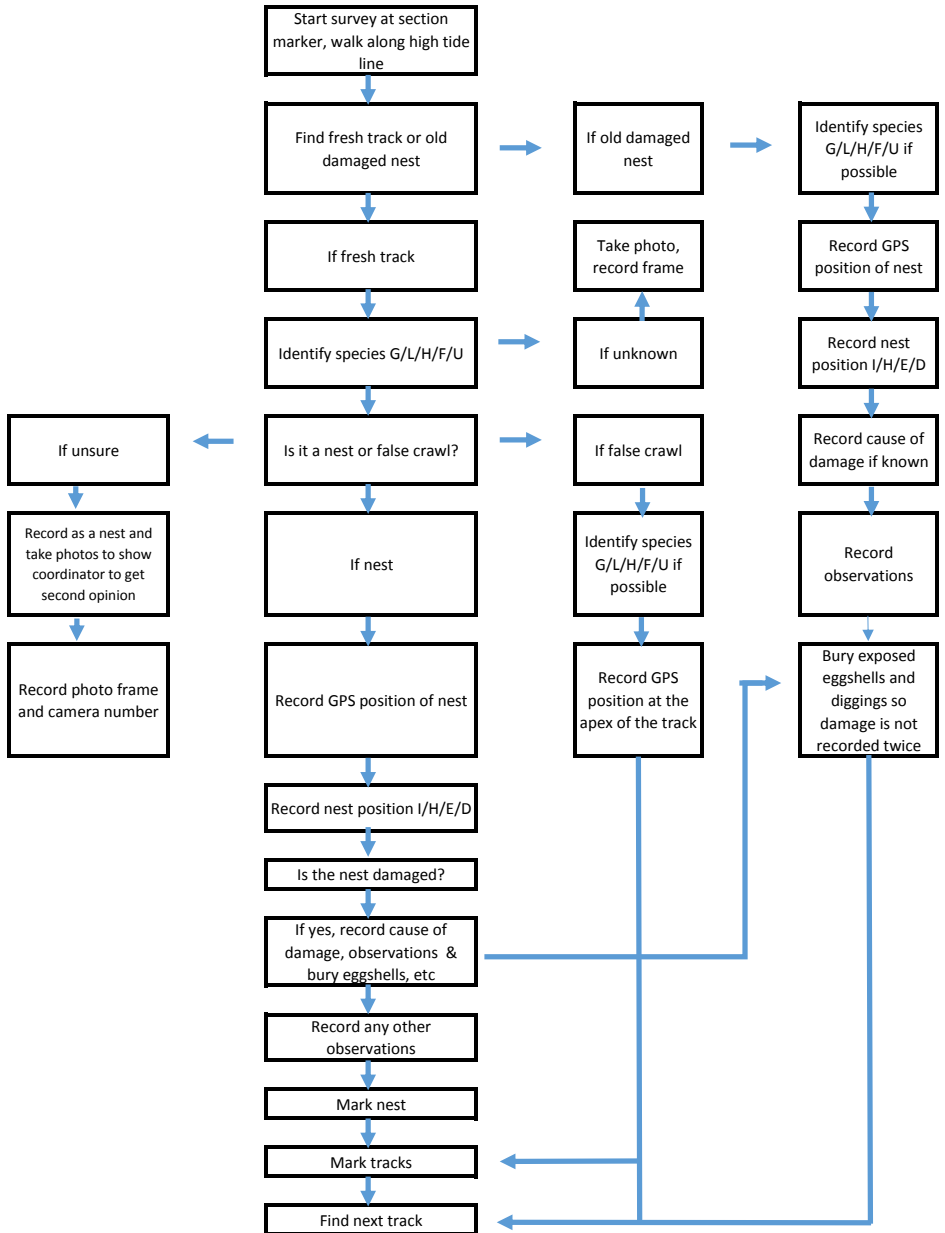 Start survey at section
marker, walk along high tide
line
Find fresh track or old
damaged nest
If old damaged
nest
Identify species
G/L/H/F/U if
possible
If fresh track
Take photo,
record frame
Record GPS
position of nest
Identify species G/L/H/F/U
If unknown
Record nest
position I/H/E/D
If unsure
Is it a nest or false crawl?
If false crawl
Record cause of
damage if known
Record as a nest and
take photos to show
coordinator to get
second opinion
If nest
Identify species
G/L/H/F/U if
possible
Record
observations
Record photo frame
and camera number
Record GPS position of nest
Record GPS
position at the
apex of the track
Bury exposed
eggshells and
diggings so
damage is not
recorded twice
Record nest position I/H/E/D
Is the nest damaged?
If yes, record cause of
damage, observations &
bury eggshells, etc
Record any other
observations
Mark nest
Mark tracks
Find next track